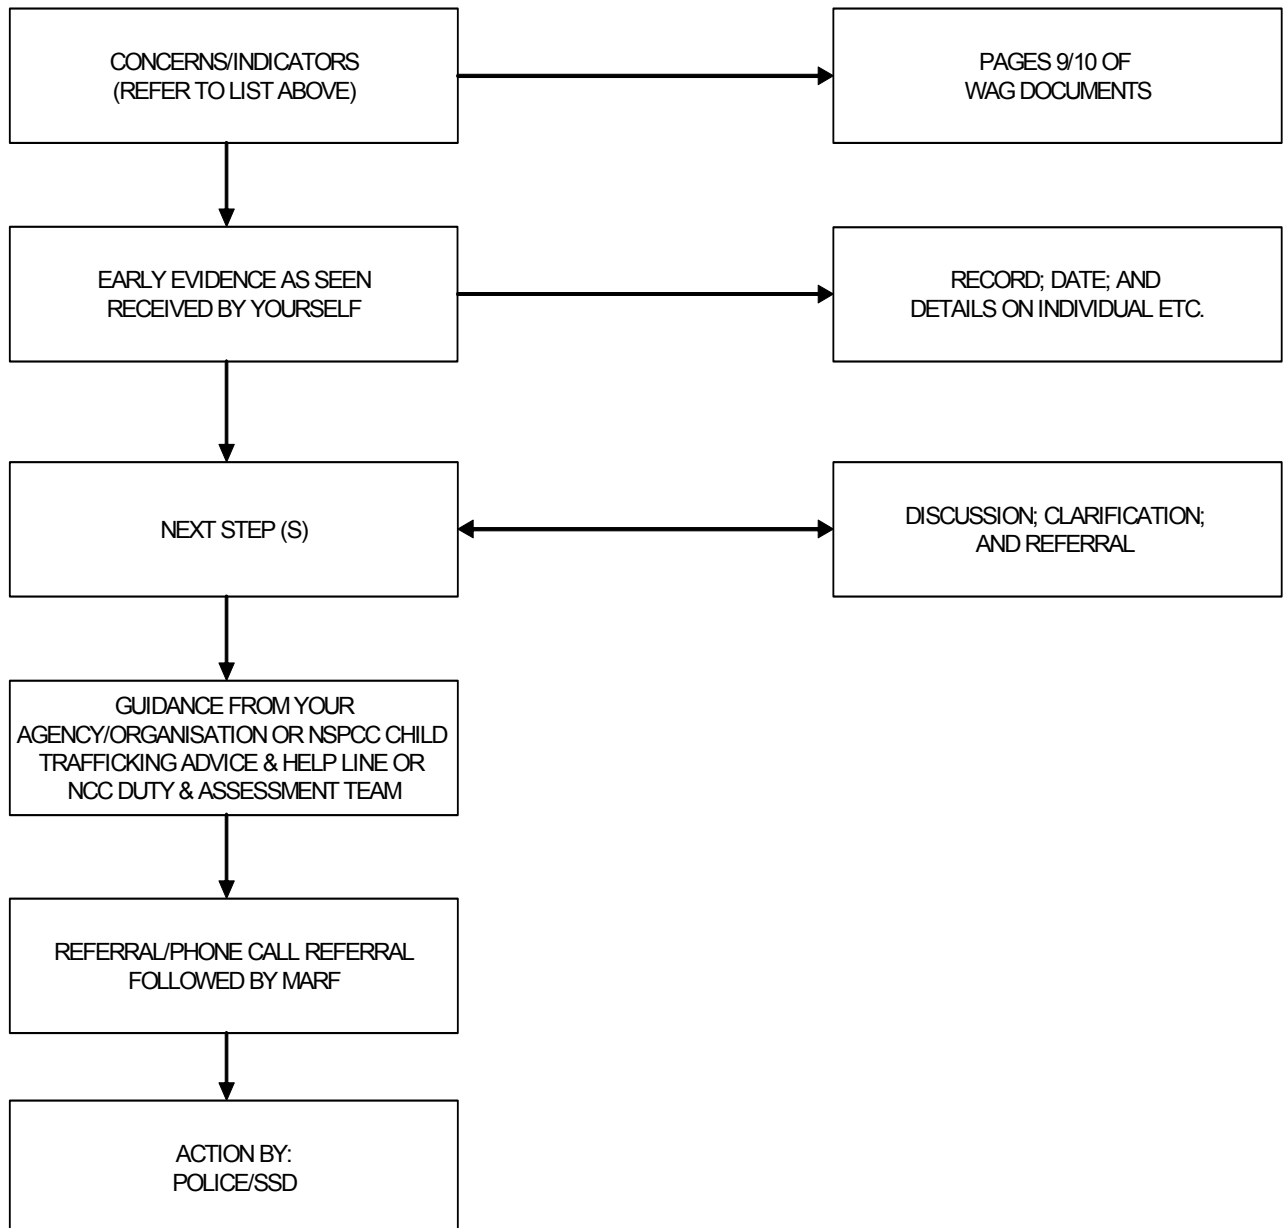 CONCERNS/INDICATORS
(REFER TO LIST ABOVE)
PAGES 9/10 OF
WAG DOCUMENTS
EARLY EVIDENCE AS SEEN
RECEIVED BY YOURSELF
RECORD; DATE; AND
DETAILS ON INDIVIDUAL ETC.
NEXT STEP (S)
DISCUSSION; CLARIFICATION;
AND REFERRAL
GUIDANCE FROM YOUR
AGENCY/ORGANISATION OR NSPCC CHILD
TRAFFICKING ADVICE & HELP LINE OR
NCC DUTY & ASSESSMENT TEAM
REFERRAL/PHONE CALL REFERRAL
FOLLOWED BY MARF
ACTION BY:
POLICE/SSD